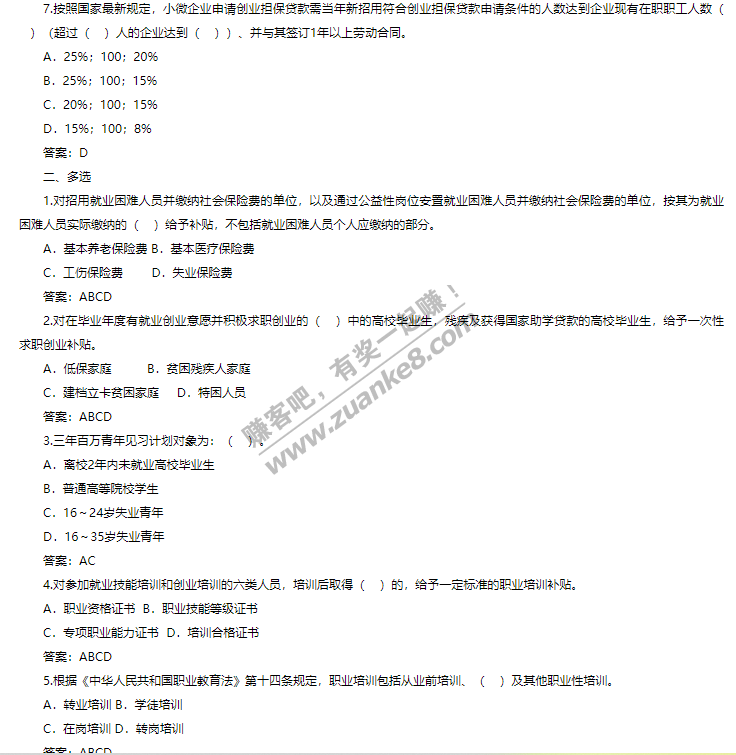 7.按照国家最新规定，小微企业申请创业担保贷款需当年新招用符合创业担保贷款申请条件的人数达到企业现有在职职工人数（
）（超过（ ）人的企业达到（ ））、并与其签订1年以上劳动合同。
A．25%；100；20%
B．25%；100；15%
C．20%；100；15%
D．15%；100；8%
答案：D
二、多选
1.对招用就业困难人员并缴纳社会保险费的单位，以及通过公益性岗位安置就业困难人员并缴纳社会保险费的单位，按其为就业
困难人员实际缴纳的（ ）给予补贴，不包括就业困难人员个人应缴纳的部分。
A．基本养老保险费 B．基本医疗保险费
C．工伤保险费 D．失业保险费
答案：ABCD
2.对在毕业年度有就业创业意愿并积极求职创业的（ ）中的高校毕业生，残疾及获得国家助学贷款的高校毕业生，给予一次性
求职创业补贴。
A．低保家庭 B．贫困残疾人家庭
C．建档立卡贫困家庭 D．特困人员
答案：ABCD
3.三年百万青年见习计划对象为：（ ）。
A．离校2年内未就业高校毕业生
B．普通高等院校学生
C．16～24岁失业青年
D．16～35岁失业青年
答案：AC
4.对参加就业技能培训和创业培训的六类人员，培训后取得（ ）的，给予一定标准的职业培训补贴。
A．职业资格证书 B．职业技能等级证书
C．专项职业能力证书 D．培训合格证书
答案：ABCD
5.根据《中华人民共和国职业教育法》第十四条规定，职业培训包括从业前培训、（ ）及其他职业性培训。
A．转业培训 B．学徒培训
C．在岗培训 D．转岗培训
答案：ABCD
赚客吧，有奖一起赚！
www.zuanke8.com